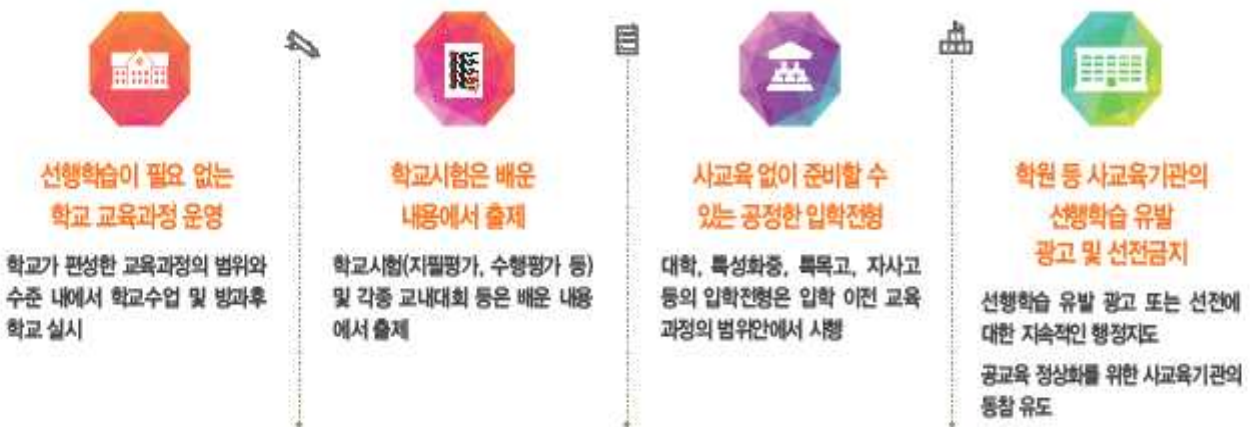 선행학습이 필요 없는
학교 교육과정 운영
학교가 편성한 교육과정의 범위와
수준 내에서 학교수업 및 방과후
학교 실시
학교시험은 배운
내용에서 출제
학교시험(지필평가, 수행평가 등)
및 각종 교내대회 등은 배운 내용
에서 출제
사교육 없이 준비할 수
있는 공정한 입학전형
대학, 특성화중, 특목고, 자사고
등의 입학전형은 입학 이전 교육
과정의 범위안에서 시행
학원 등 사교육기관의
선행학습 유발
광고 및 선전금지
선행학습 유발 광고 또는 선전에
대한 지속적인 행정지도
공교육 정상화를 위한 사교육기관의
동참 유도